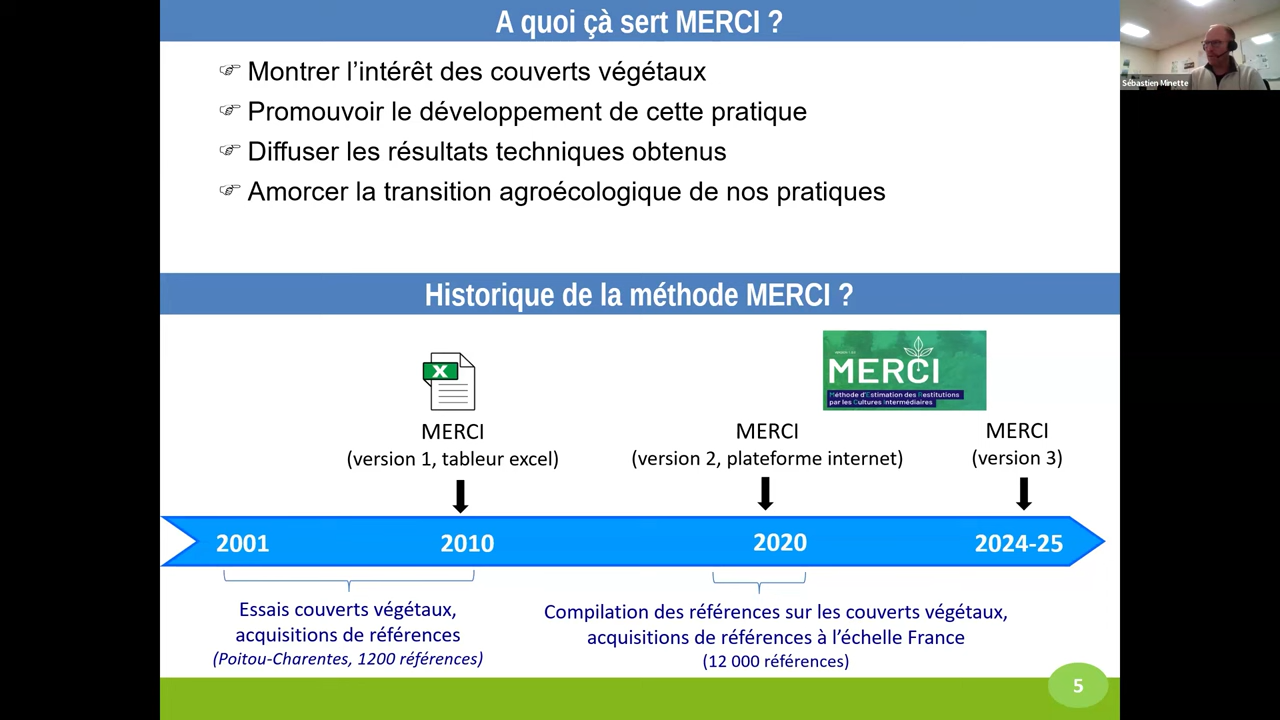 A quoi çà sert MERCI ?
Sébastien Minette
☞ Montrer l'intérêt des couverts végétaux
☞ Promouvoir le développement de cette pratique
☞ Diffuser les résultats techniques obtenus
☞ Amorcer la transition agroécologique de nos pratiques
Historique de la méthode MERCI ?
MERCI
Méthode d'Estimation des Restitutions
par les Cultures Intermédiaires
MERCI
(version 1, tableur excel)
MERCI
(version 2, plateforme internet)
MERCI
(version 3)
2001
2010
2020
2024-25
Essais couverts végétaux,
acquisitions de références
(Poitou-Charentes, 1200 références)
Compilation des références sur les couverts végétaux,
acquisitions de références à l'échelle France
(12 000 références)
5